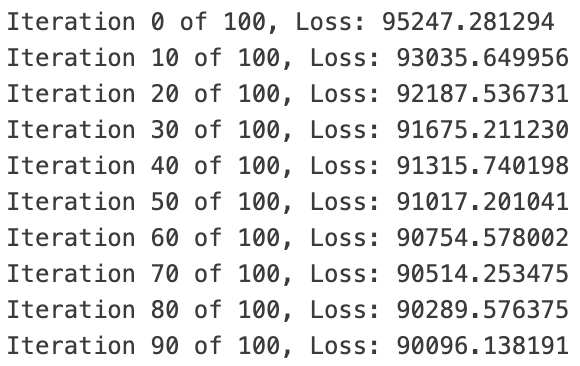 Iteration 0 of 100, Loss: 95247.281294
Iteration 10 of 100, Loss: 93035.649956
Iteration 20 of 100, Loss: 92187.536731
Iteration 30 of 100, Loss: 91675.211230
Iteration 40 of 100, Loss: 91315.740198
Iteration 50 of 100, Loss: 91017.201041
Iteration 60 of 100, Loss: 90754.578002
Iteration 70 of 100, Loss: 90514.253475
Iteration 80 of 100, Loss: 90289.576375
Iteration 90 of 100, Loss: 90096.138191